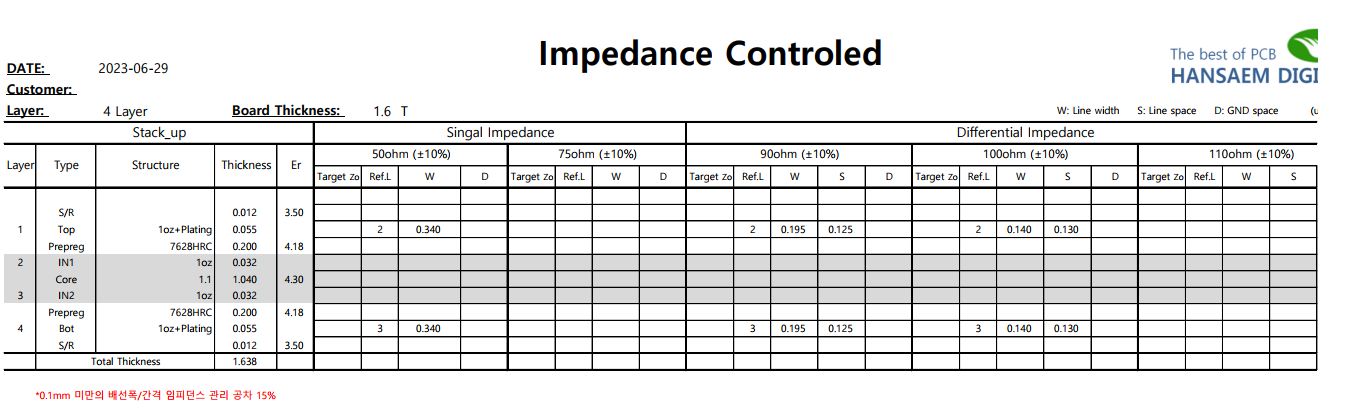 Impedance Controled
The best of PCB
HANSAEM DIGI
DATE: 2023-06-29
Customer:
Layer: 4 Layer Board Thickness: 1.6 T W: Line width S: Line space D: GND space (u
Stack_up Singal Impedance Differential Impedance
Layer Type Structure Thickness Er 50ohm (±10%) 75ohm (±10%) 90ohm (±10%) 100ohm (±10%) 110ohm (±10%)
Target Zo Ref.L W D Target Zo Ref.L W D Target Zo Ref.L W S D Target Zo Ref.L W S D Target Zo Ref.L W S
S/R 0.012 3.50
1 Top 1oz+Plating 0.055 2 0.340 2 0.195 0.125 2 0.140 0.130
Prepreg 7628HRC 0.200 4.18
2 IN1 1oz 0.032
Core 1.1 1.040 4.30
3 IN2 1oz 0.032
Prepreg 7628HRC 0.200 4.18
4 Bot 1oz+Plating 0.055 3 0.340 3 0.195 0.125 3 0.140 0.130
S/R 0.012 3.50
Total Thickness 1.638
*0.1mm 미만의 배선폭/간격 임피던스 관리 공차 15%